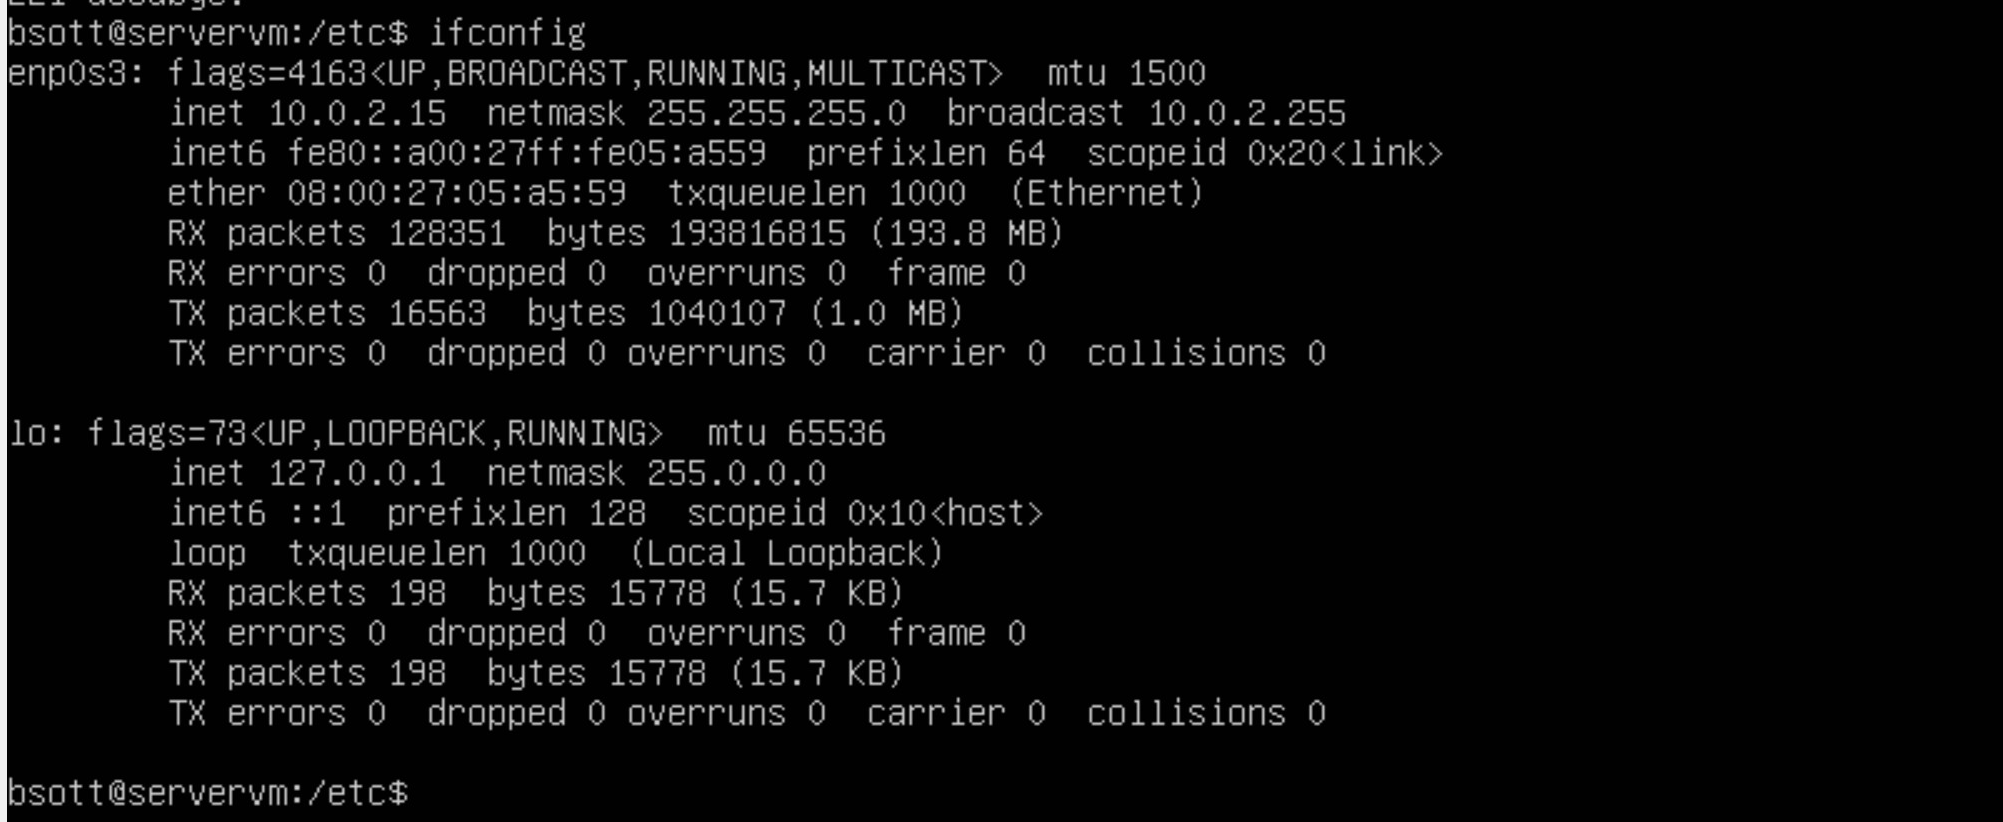 bsott@servervm:/etc$ ifconfig
enp0s3: flags=4163<UP,BROADCAST,RUNNING,MULTICAST>  mtu 1500
        inet 10.0.2.15  netmask 255.255.255.0  broadcast 10.0.2.255
        inet6 fe80::a00:27ff:fe05:a559  prefixlen 64  scopeid 0x20<link>
        ether 08:00:27:05:a5:59  txqueuelen 1000  (Ethernet)
        RX packets 128351  bytes 193816815 (193.8 MB)
        RX errors 0  dropped 0  overruns 0  frame 0
        TX packets 16563  bytes 1040107 (1.0 MB)
        TX errors 0  dropped 0 overruns 0  carrier 0  collisions 0

lo: flags=73<UP,LOOPBACK,RUNNING>  mtu 65536
        inet 127.0.0.1  netmask 255.0.0.0
        inet6 ::1  prefixlen 128  scopeid 0x10<host>
        loop  txqueuelen 1000  (Local Loopback)
        RX packets 198  bytes 15778 (15.7 KB)
        RX errors 0  dropped 0  overruns 0  frame 0
        TX packets 198  bytes 15778 (15.7 KB)
        TX errors 0  dropped 0 overruns 0  carrier 0  collisions 0

bsott@servervm:/etc$